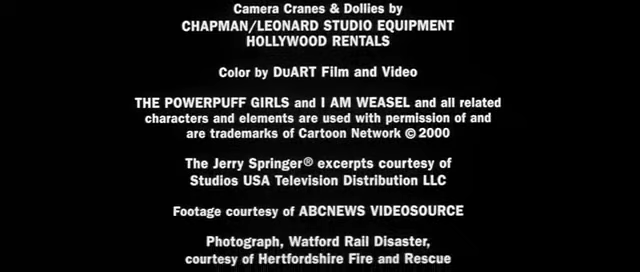 Camera Cranes & Dollies by
CHAPMAN/LEONARD STUDIO EQUIPMENT
HOLLYWOOD RENTALS
Color by DUART Film and Video
THE POWERPUFF GIRLS and I AM WEASEL and all related
characters and elements are used with permission of and
are trademarks of Cartoon Network © 2000
The Jerry Springer® excerpts courtesy of
Studios USA Television Distribution LLC
Footage courtesy of ABCNEWS VIDEOSOURCE
Photograph, Watford Rail Disaster,
courtesy of Hertfordshire Fire and Rescue